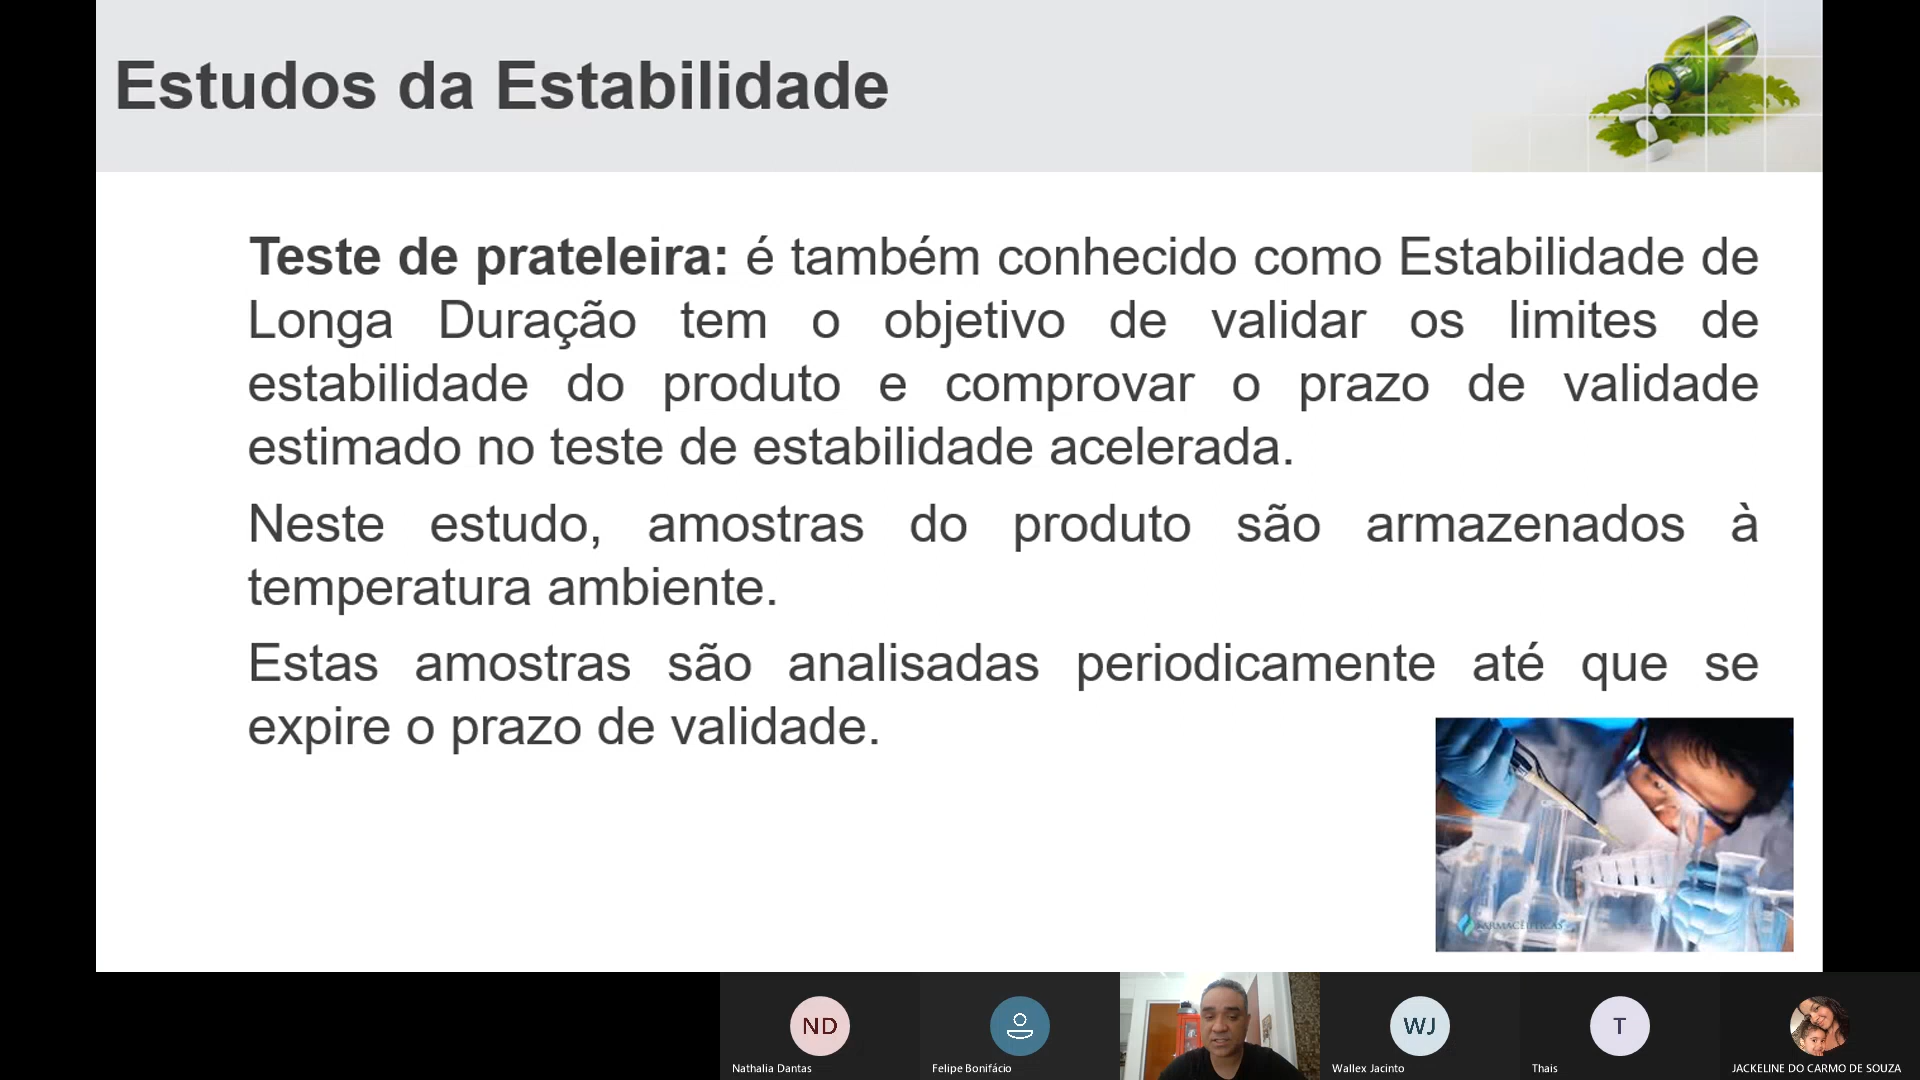 Estudos da Estabilidade
Teste de prateleira: é também conhecido como Estabilidade de
Longa Duração tem o objetivo de validar os limites de
estabilidade do produto e comprovar o prazo de validade
estimado no teste de estabilidade acelerada.
Neste estudo, amostras do produto são armazenados à
temperatura ambiente.
Estas amostras são analisadas periodicamente até que se
expire o prazo de validade.
FARMACÊUTICAS
ND
WJ
T
Nathalia Dantas
Felipe Bonifácio
Wallex Jacinto
Thais
JACKELINE DO CARMO DE SOUZA